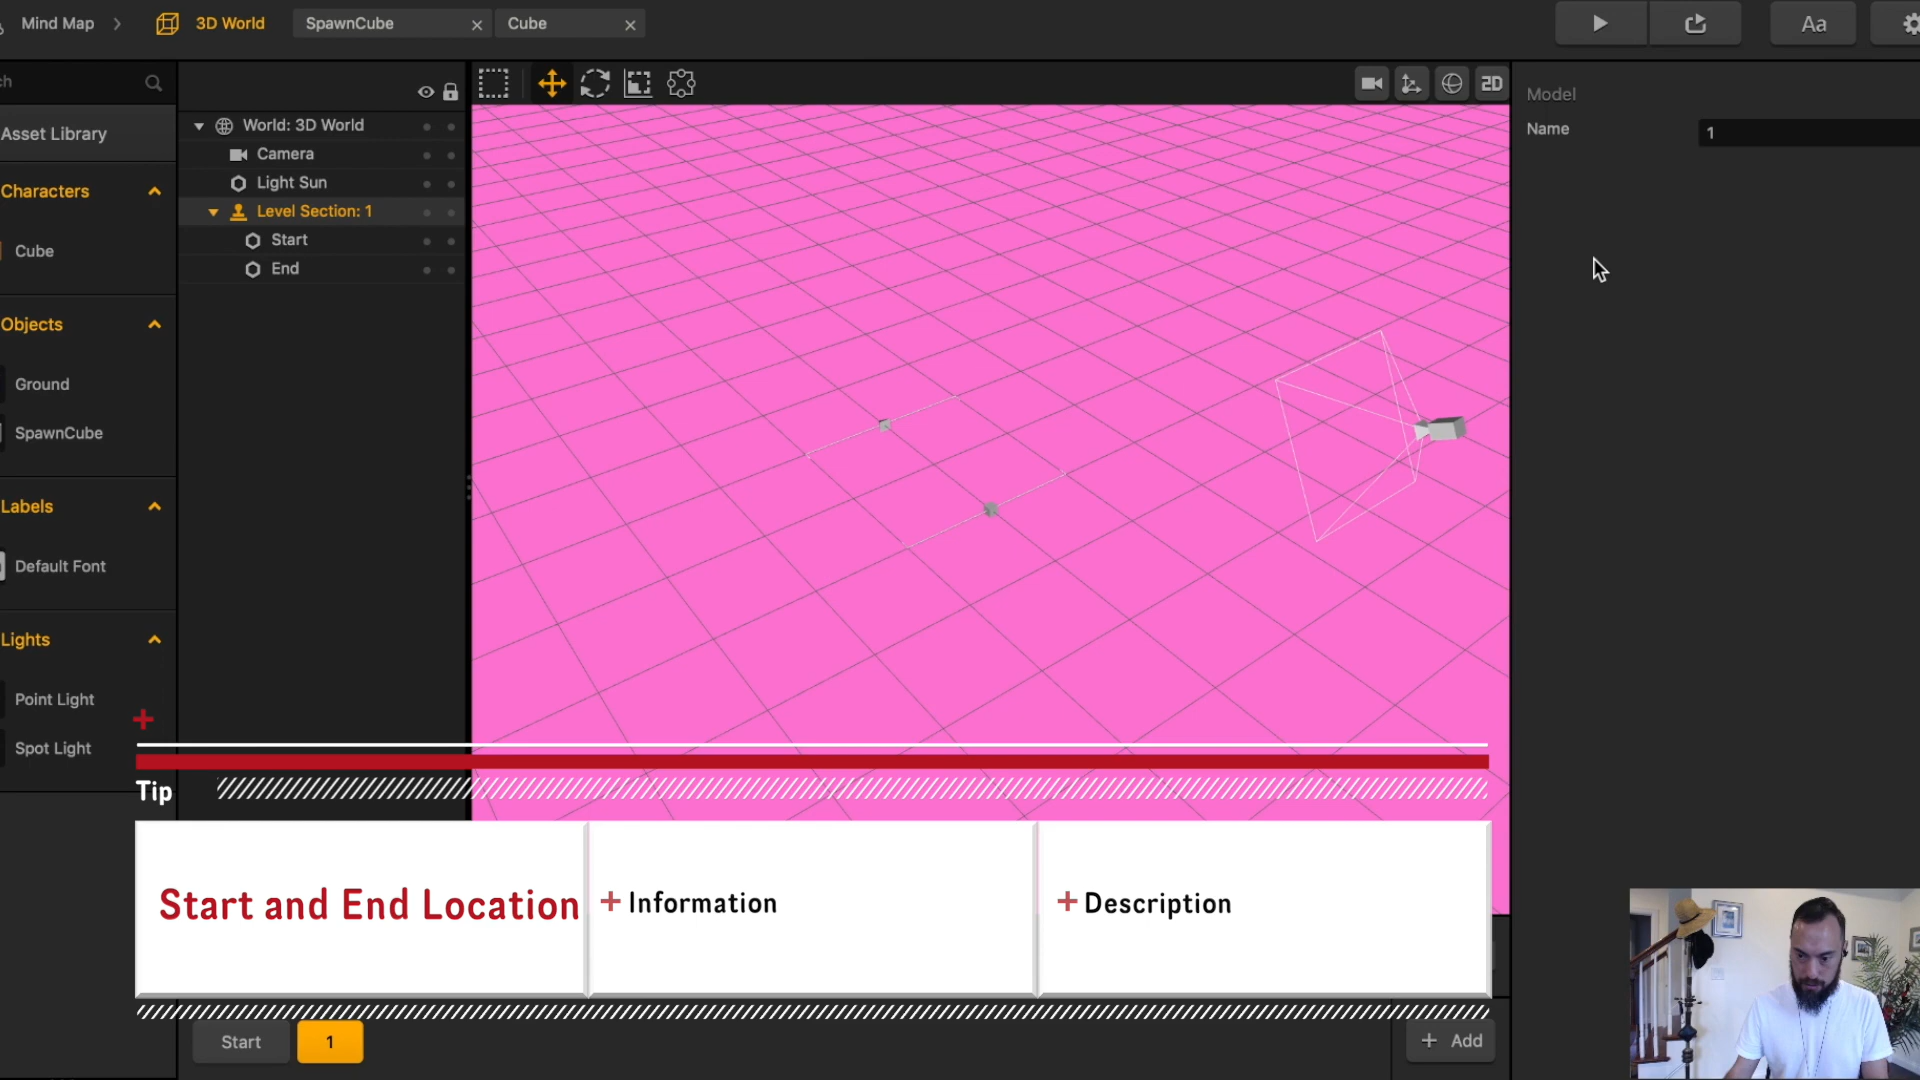 Mind Map
3D World
SpawnCube
Cube
Aa
ch
2D
Asset Library
Characters
Cube
Objects
Ground
SpawnCube
Labels
Default Font
Lights
Point Light
Spot Light
World: 3D World
Camera
Light Sun
Level Section: 1
Start
End
Model
Name 1
Tip
Start and End Location
+ Information
+ Description
Start
1
+ Add